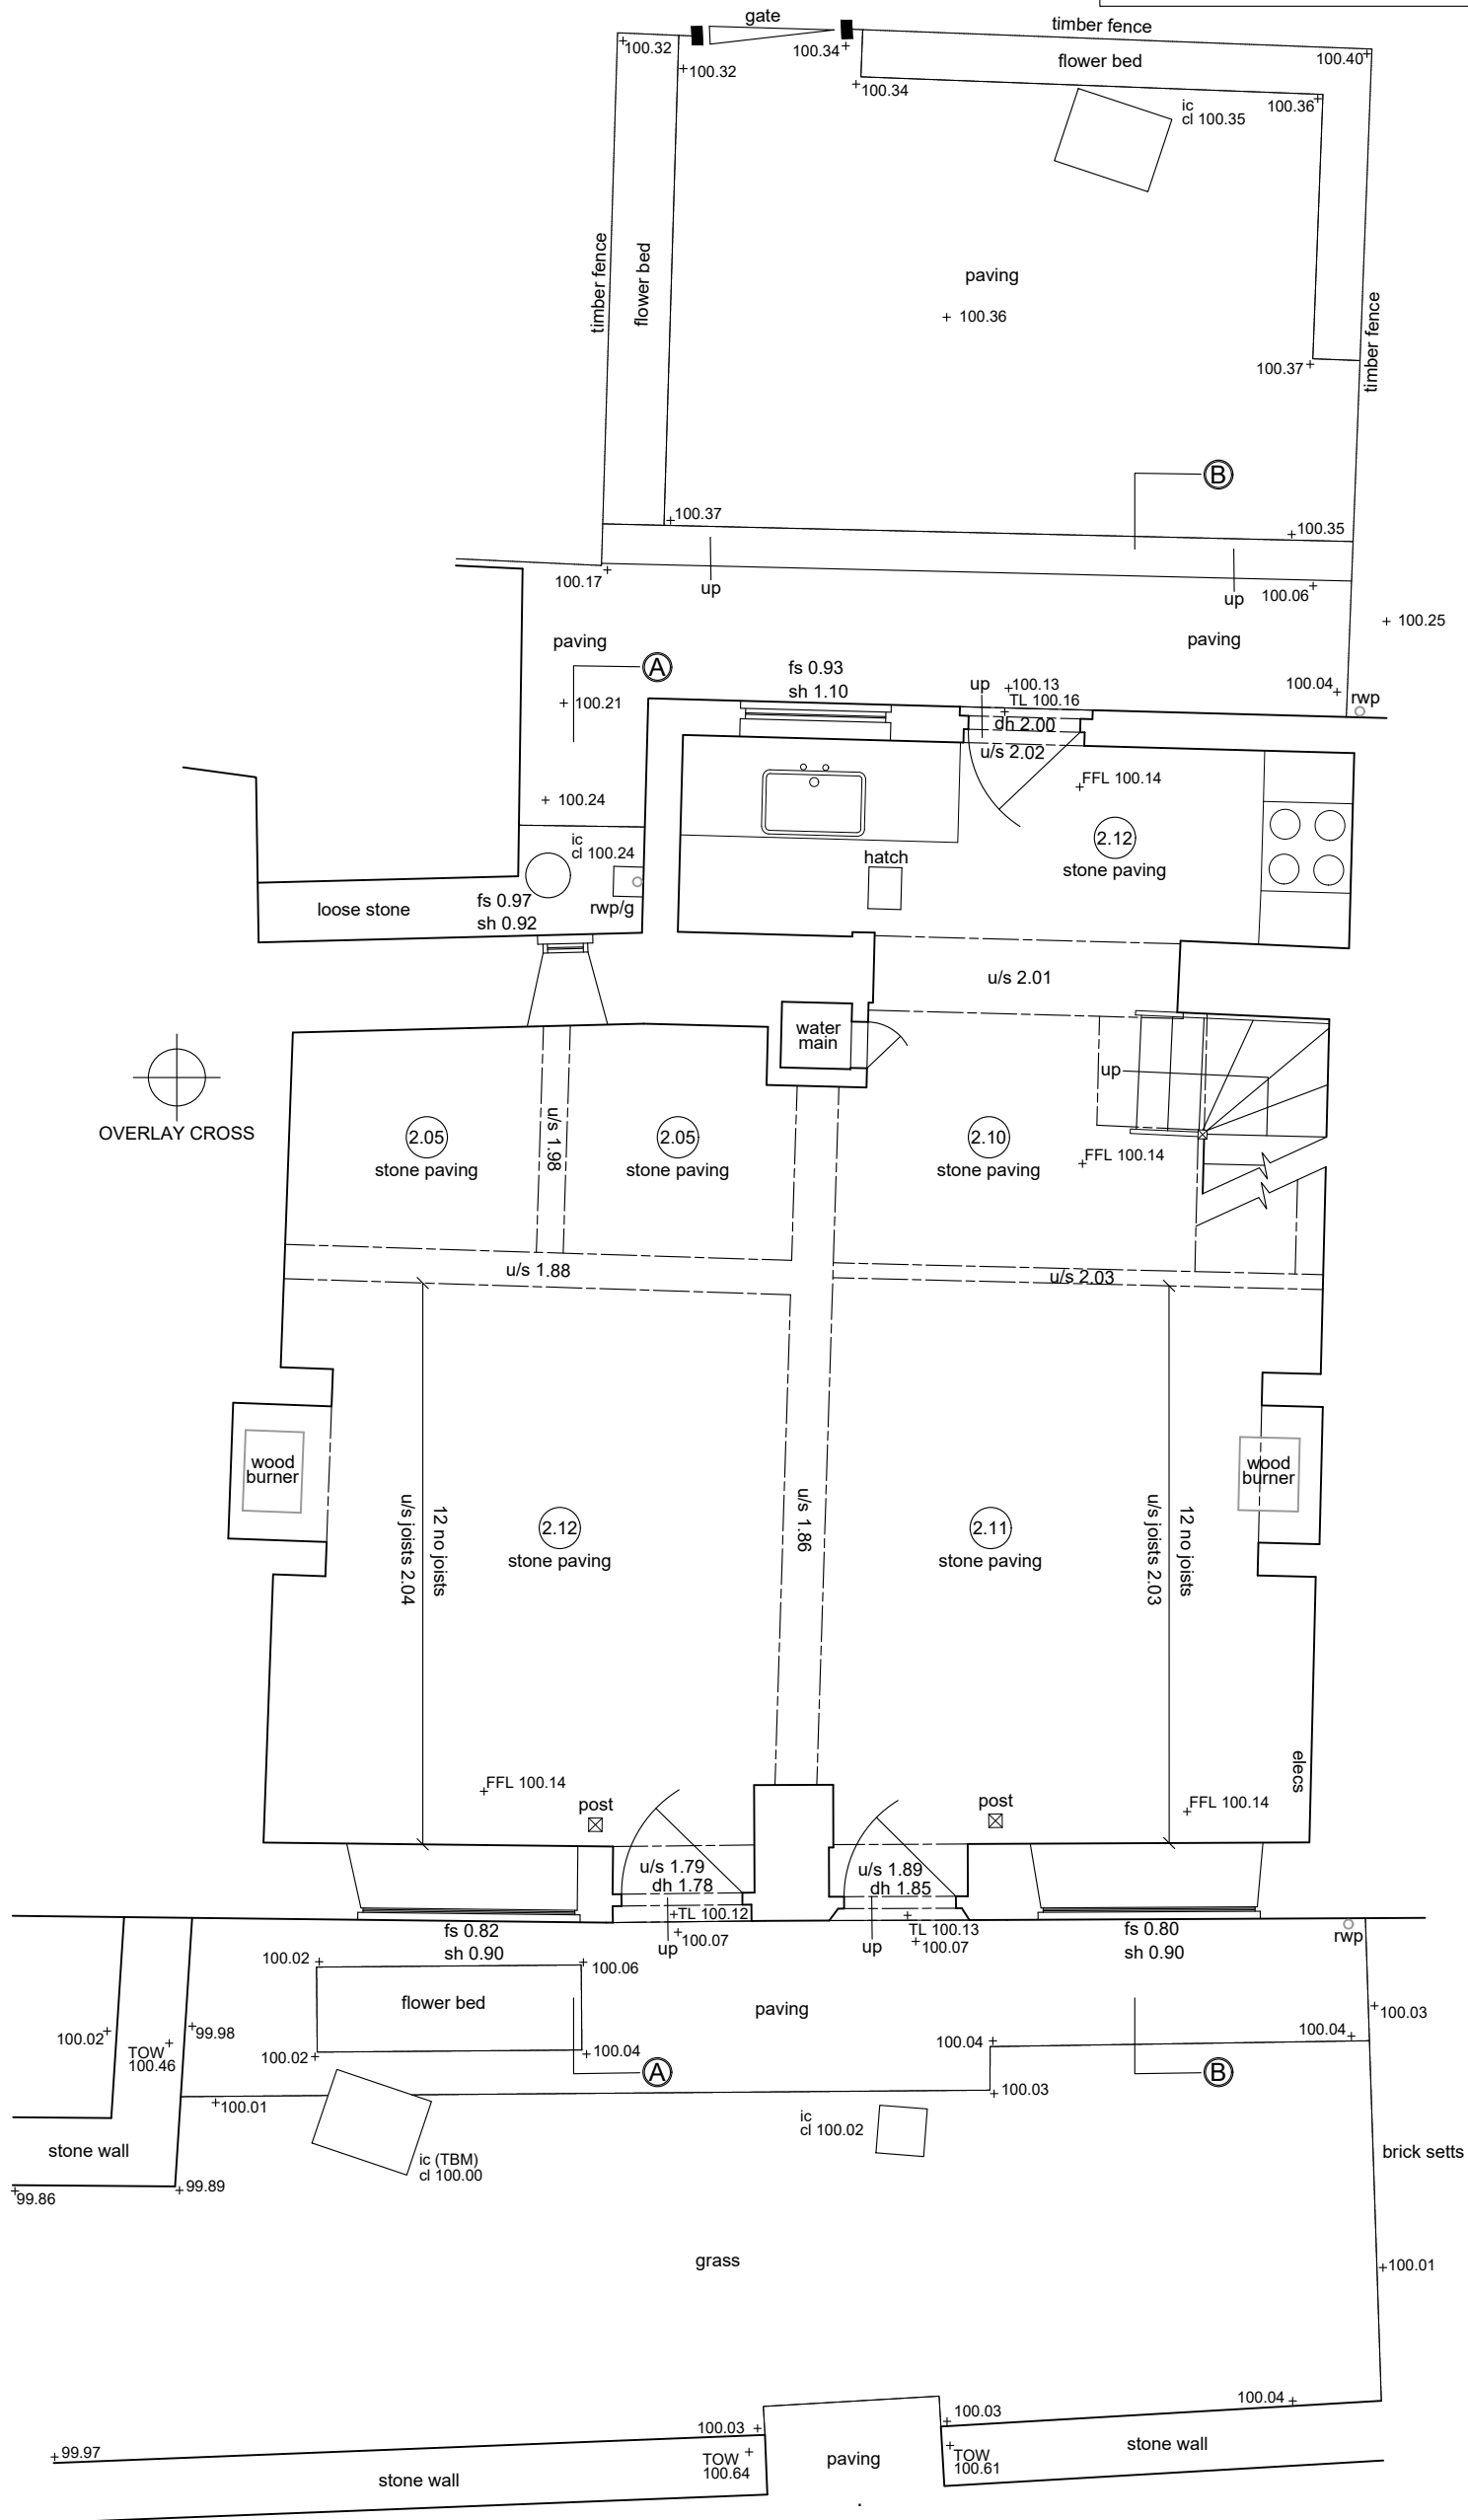 gate
timber fence
100.32
100.34
100.40
flower bed
100.32
100.34
100.36
ic
cl 100.35
timber fence
flower bed
paving
100.36
timber fence
100.37
B
100.37
100.35
100.17
up
up
100.06
100.25
paving
paving
A
fs 0.93
sh 1.10
up
100.13
TL 100.16
100.04
rwp
100.21
dh 2.00
u/s 2.02
FFL 100.14
100.24
2.12
stone paving
ic
cl 100.24
hatch
loose stone
fs 0.97
sh 0.92
rwp/g
u/s 2.01
water
main
up
OVERLAY CROSS
2.05
stone paving
u/s 1.98
2.05
stone paving
2.10
stone paving
FFL 100.14
u/s 1.88
u/s 2.03
wood
burner
wood
burner
u/s joists 2.04
12 no joists
2.12
stone paving
u/s 1.86
2.11
stone paving
u/s joists 2.03
12 no joists
elecs
FFL 100.14
post
post
FFL 100.14
u/s 1.79
dh 1.78
u/s 1.89
dh 1.85
TL 100.12
100.07
up
up
TL 100.13
100.07
fs 0.82
sh 0.90
fs 0.80
sh 0.90
rwp
100.02
100.06
flower bed
paving
100.03
100.02
TOW
100.46
99.98
100.02
100.04
100.04
100.04
A
B
100.01
100.03
stone wall
ic
cl 100.02
ic (TBM)
cl 100.00
brick setts
99.86
99.89
grass
100.01
100.04
100.03
100.03
99.97
TOW
100.64
paving
TOW
100.61
stone wall
stone wall